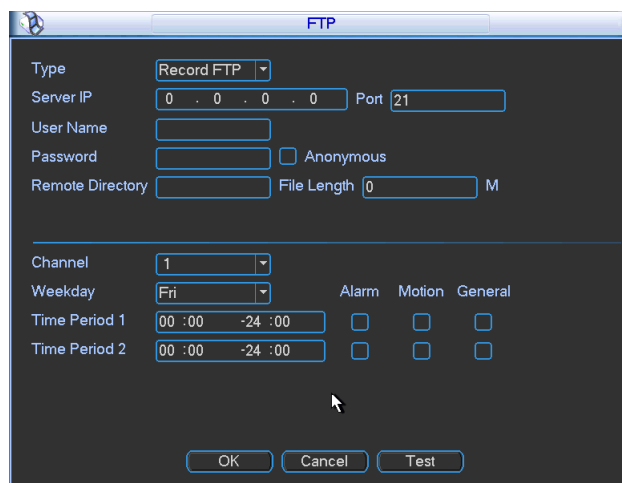 FTP
Type Record FTP
Server IP 0 . 0 . 0 . 0 Port 21
User Name
Password Anonymous
Remote Directory File Length 0 M
Channel 1
Weekday Fri Alarm Motion General
Time Period 1 00 :00 -24 :00
Time Period 2 00 :00 -24 :00
OK Cancel Test